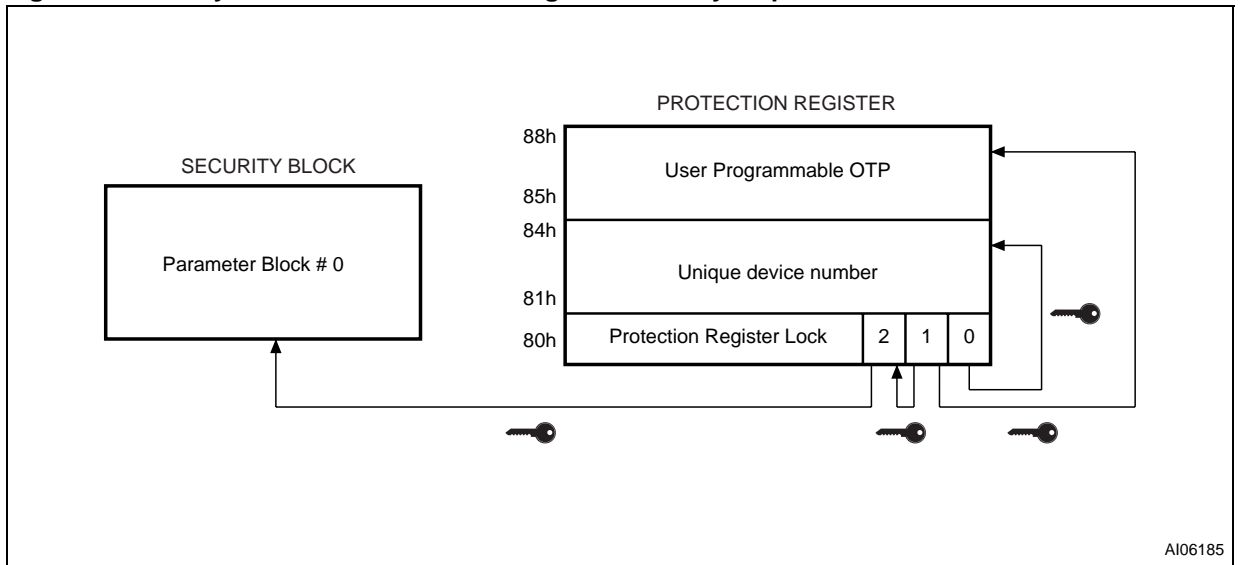 PROTECTION REGISTER
SECURITY BLOCK
Parameter Block # 0
88h
User Programmable OTP
85h
84h
Unique device number
81h
80h
Protection Register Lock 2 1 0
AI06185